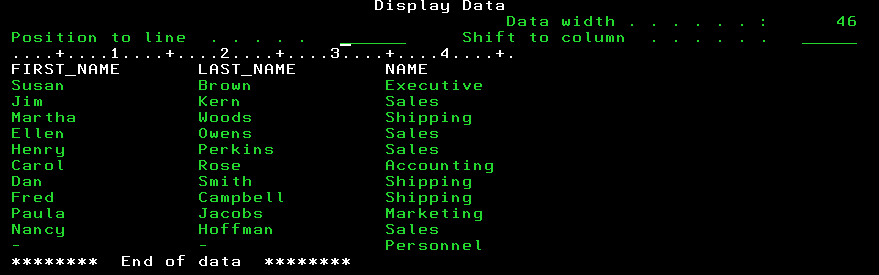 Display Data
Data width . . . . . . :      46
Position to line  . . . . .  ______  Shift to column  . . . . . .  ______
....+....1....+....2....+....3....+....4....+.
FIRST_NAME       LAST_NAME        NAME
Susan            Brown            Executive
Jim              Kern             Sales
Martha           Woods            Shipping
Ellen            Owens            Sales
Henry            Perkins          Sales
Carol            Rose             Accounting
Dan              Smith            Shipping
Fred             Campbell         Shipping
Paula            Jacobs           Marketing
Nancy            Hoffman          Sales
-                -                Personnel
********  End of data  ********